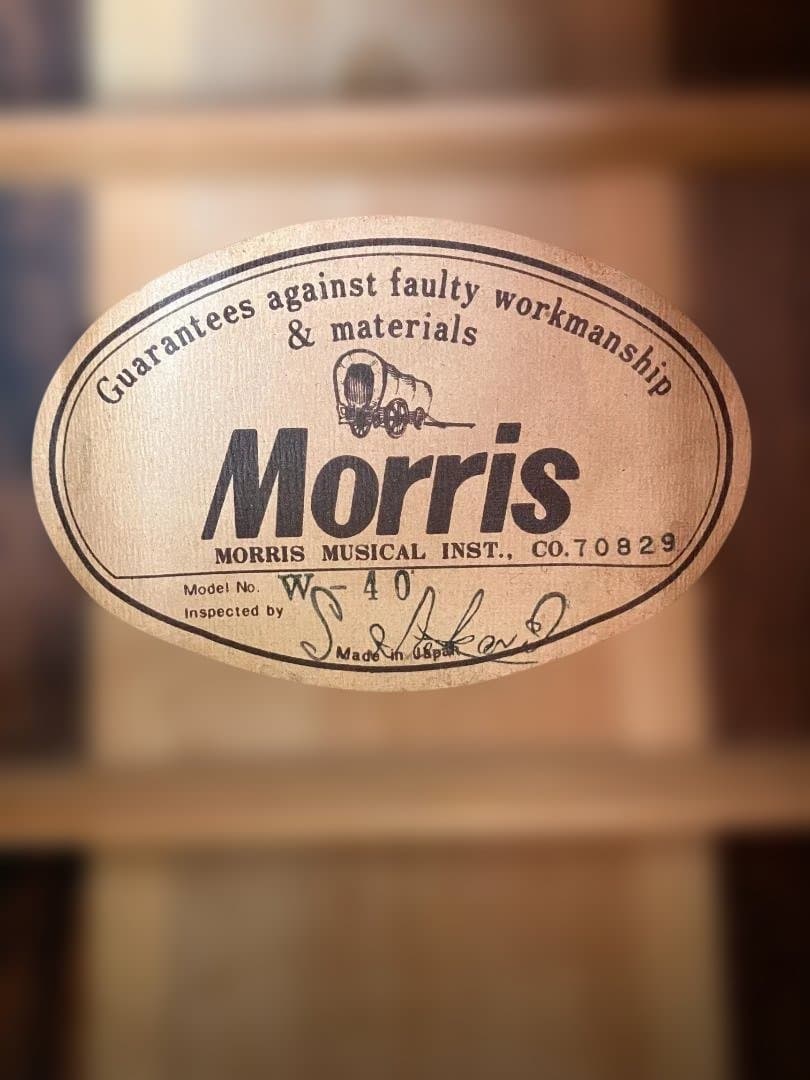 Guarantees against faulty workmanship
& materials
Morris
MORRIS MUSICAL INST., CO. 70829
Model No. W-40
Inspected by
Made in Japan